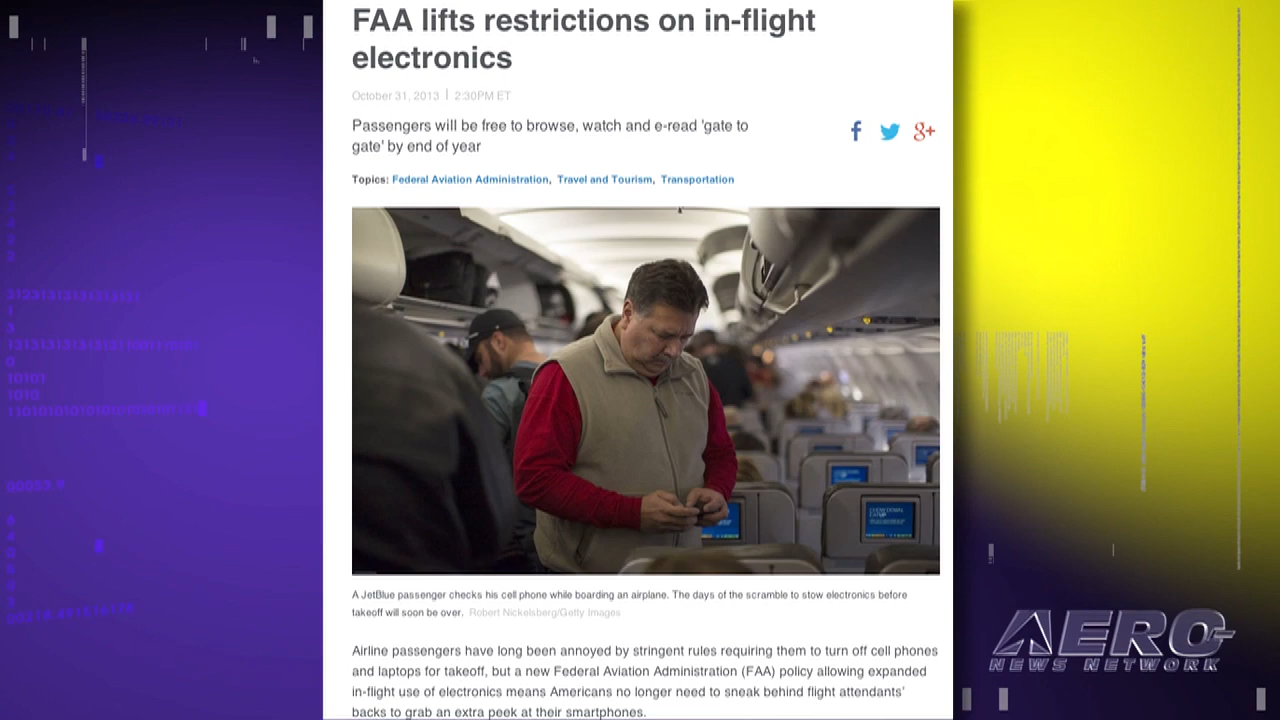 FAA lifts restrictions on in-flight
electronics
October 31, 2013 | 2:30PM ET
Passengers will be free to browse, watch and e-read 'gate to
gate' by end of year
Topics: Federal Aviation Administration, Travel and Tourism, Transportation
A JetBlue passenger checks his cell phone while boarding an airplane. The days of the scramble to stow electronics before
takeoff will soon be over. Robert Nickelsberg/Getty Images
Airline passengers have long been annoyed by stringent rules requiring them to turn off cell phones
and laptops for takeoff, but a new Federal Aviation Administration (FAA) policy allowing expanded
in-flight use of electronics means Americans no longer need to sneak behind flight attendants'
backs to grab an extra peek at their smartphones.
AERO-
NEWS NETWORK